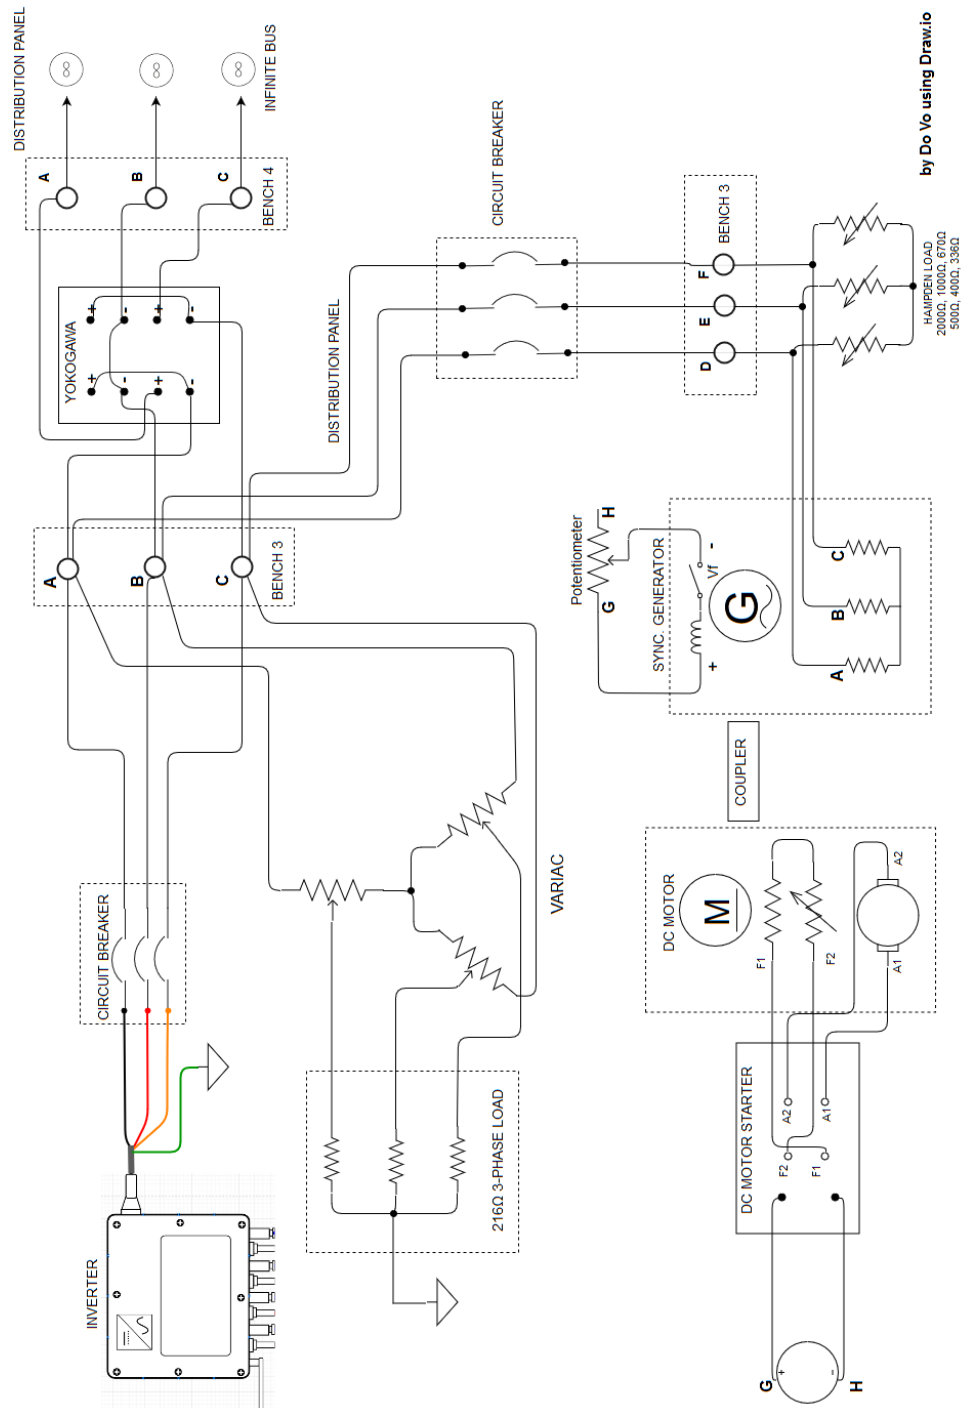 DISTRIBUTION PANEL
INFINITE BUS
∞
∞
∞
A
B
C
BENCH 4
YOKOGAWA
+
-
+
-
+
-
+
-
DISTRIBUTION PANEL
CIRCUIT BREAKER
BENCH 3
F
E
D
HAMPDEN LOAD
2000Ω, 1000Ω, 670Ω
500Ω, 400Ω, 336Ω
by Do Vo using Draw.io
A
B
C
BENCH 3
Potentiometer
H
G
SYNC. GENERATOR
-
Vf
+
G
C
B
A
COUPLER
VARIAC
CIRCUIT BREAKER
DC MOTOR
M
F1
F2
A2
A1
DC MOTOR STARTER
A2
A1
F2
F1
216Ω 3-PHASE LOAD
INVERTER
G
+
-
H